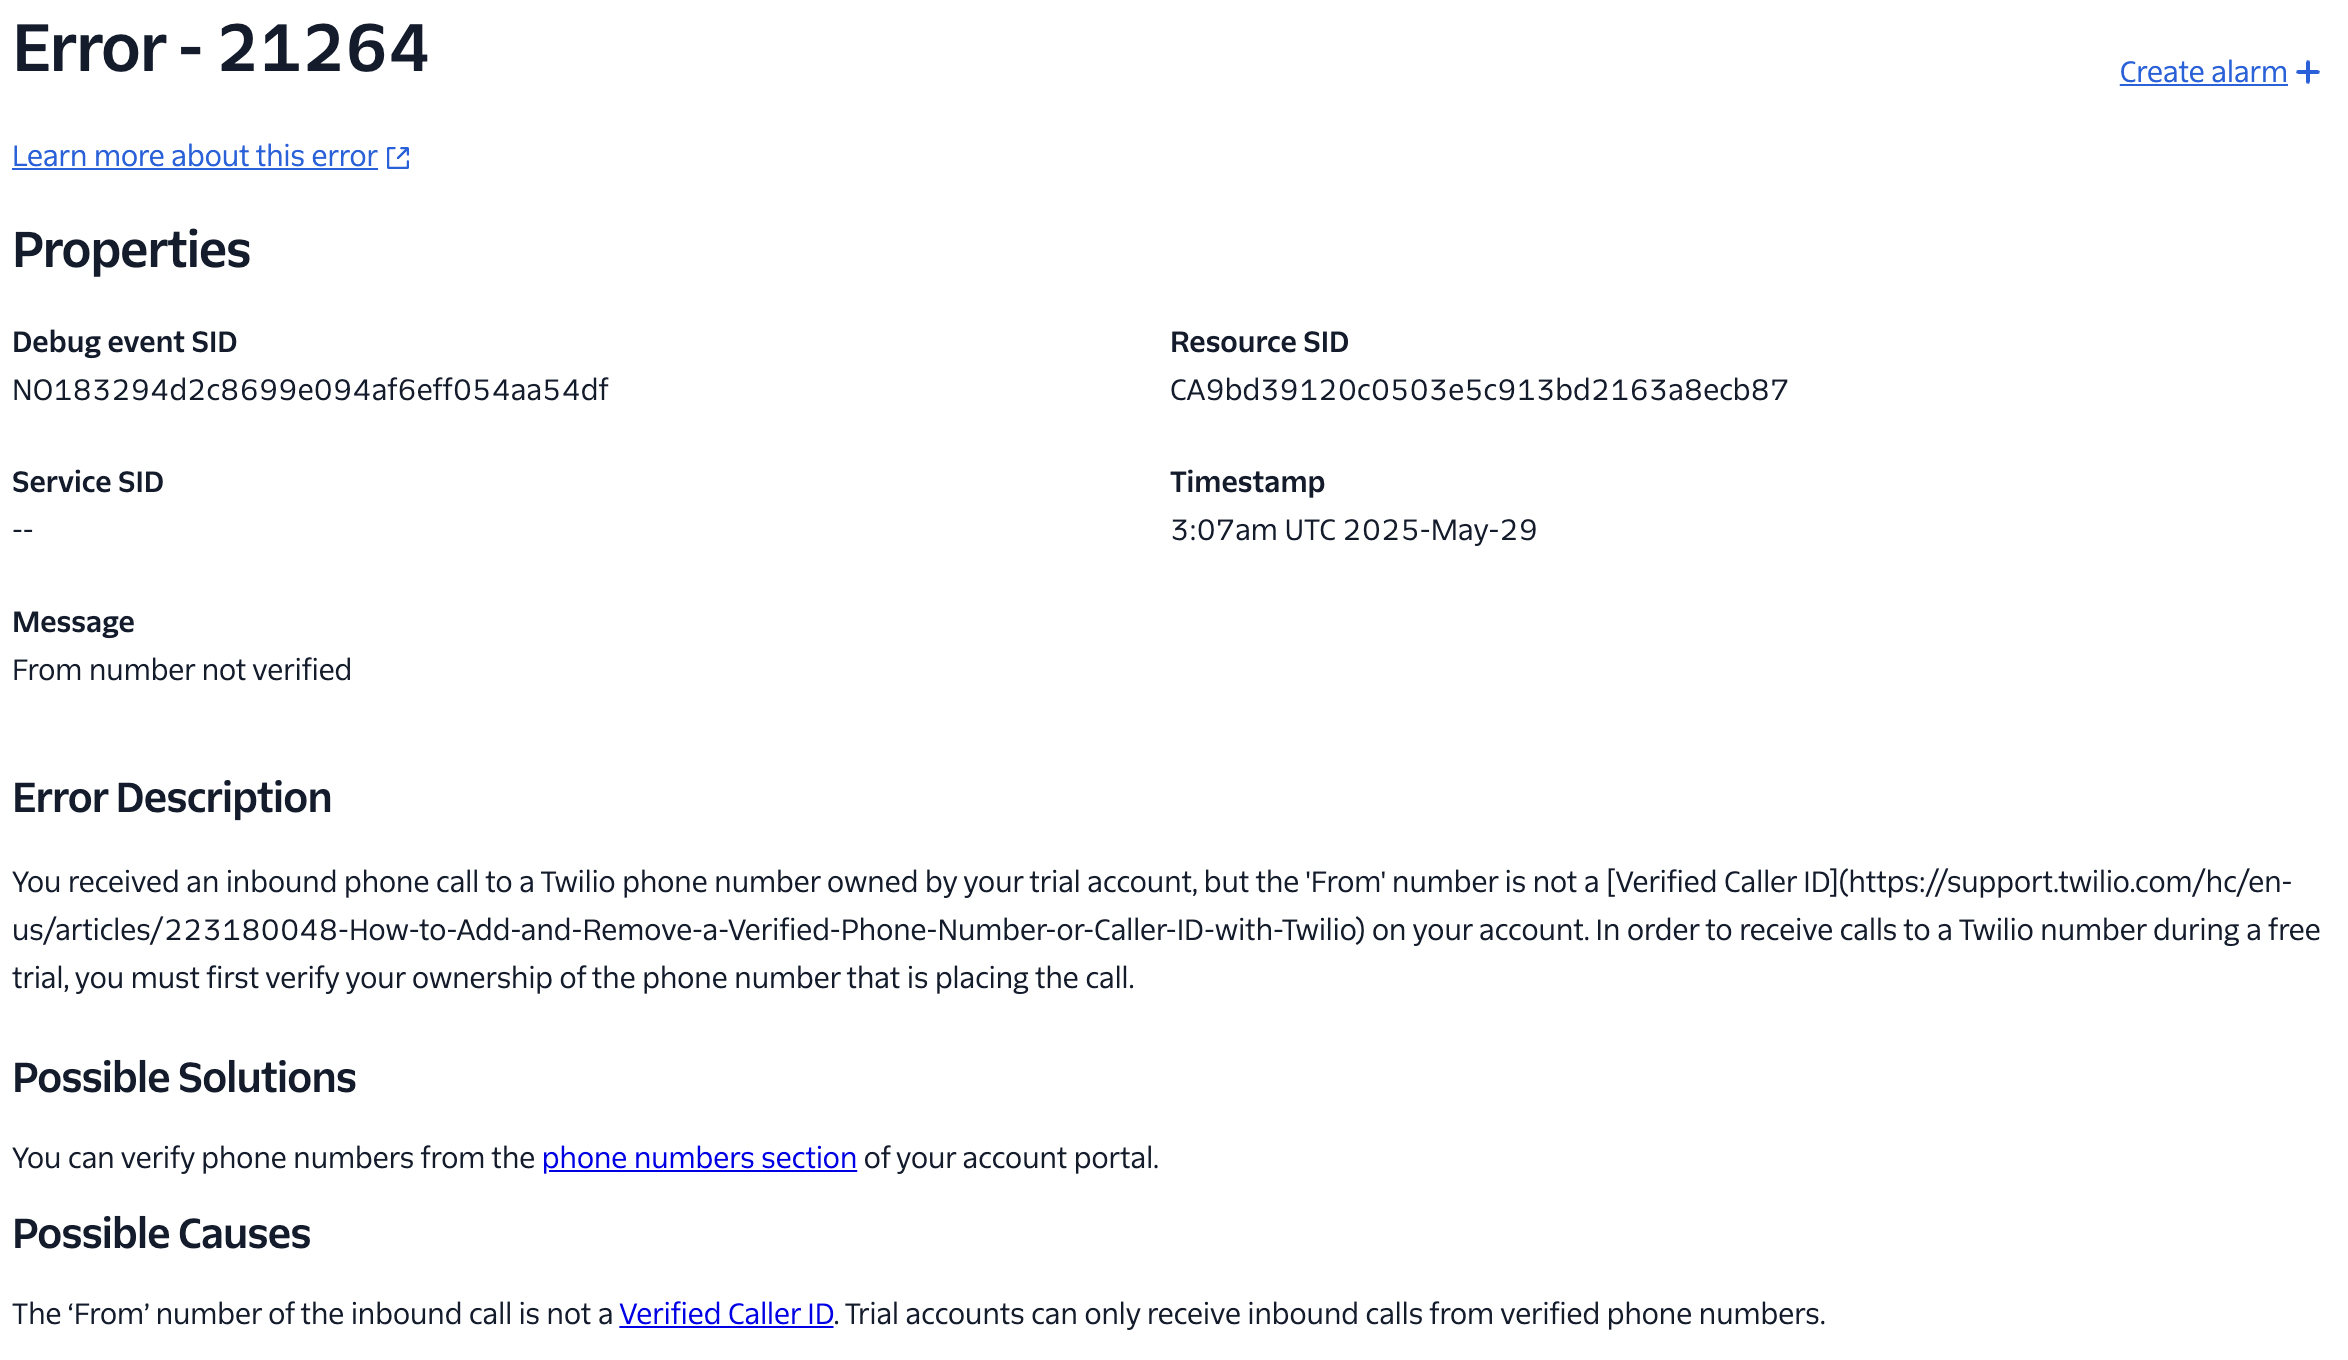 Error - 21264
Create alarm +
Learn more about this error
Properties
Debug event SID
NO183294d2c8699e094af6eff054aa54df
Resource SID
CA9bd39120c0503e5c913bd2163a8ecb87
Service SID
--
Timestamp
3:07am UTC 2025-May-29
Message
From number not verified
Error Description
You received an inbound phone call to a Twilio phone number owned by your trial account, but the 'From' number is not a [Verified Caller ID](https://support.twilio.com/hc/en-
us/articles/223180048-How-to-Add-and-Remove-a-Verified-Phone-Number-or-Caller-ID-with-Twilio) on your account. In order to receive calls to a Twilio number during a free
trial, you must first verify your ownership of the phone number that is placing the call.
Possible Solutions
You can verify phone numbers from the phone numbers section of your account portal.
Possible Causes
The ‘From’ number of the inbound call is not a Verified Caller ID. Trial accounts can only receive inbound calls from verified phone numbers.